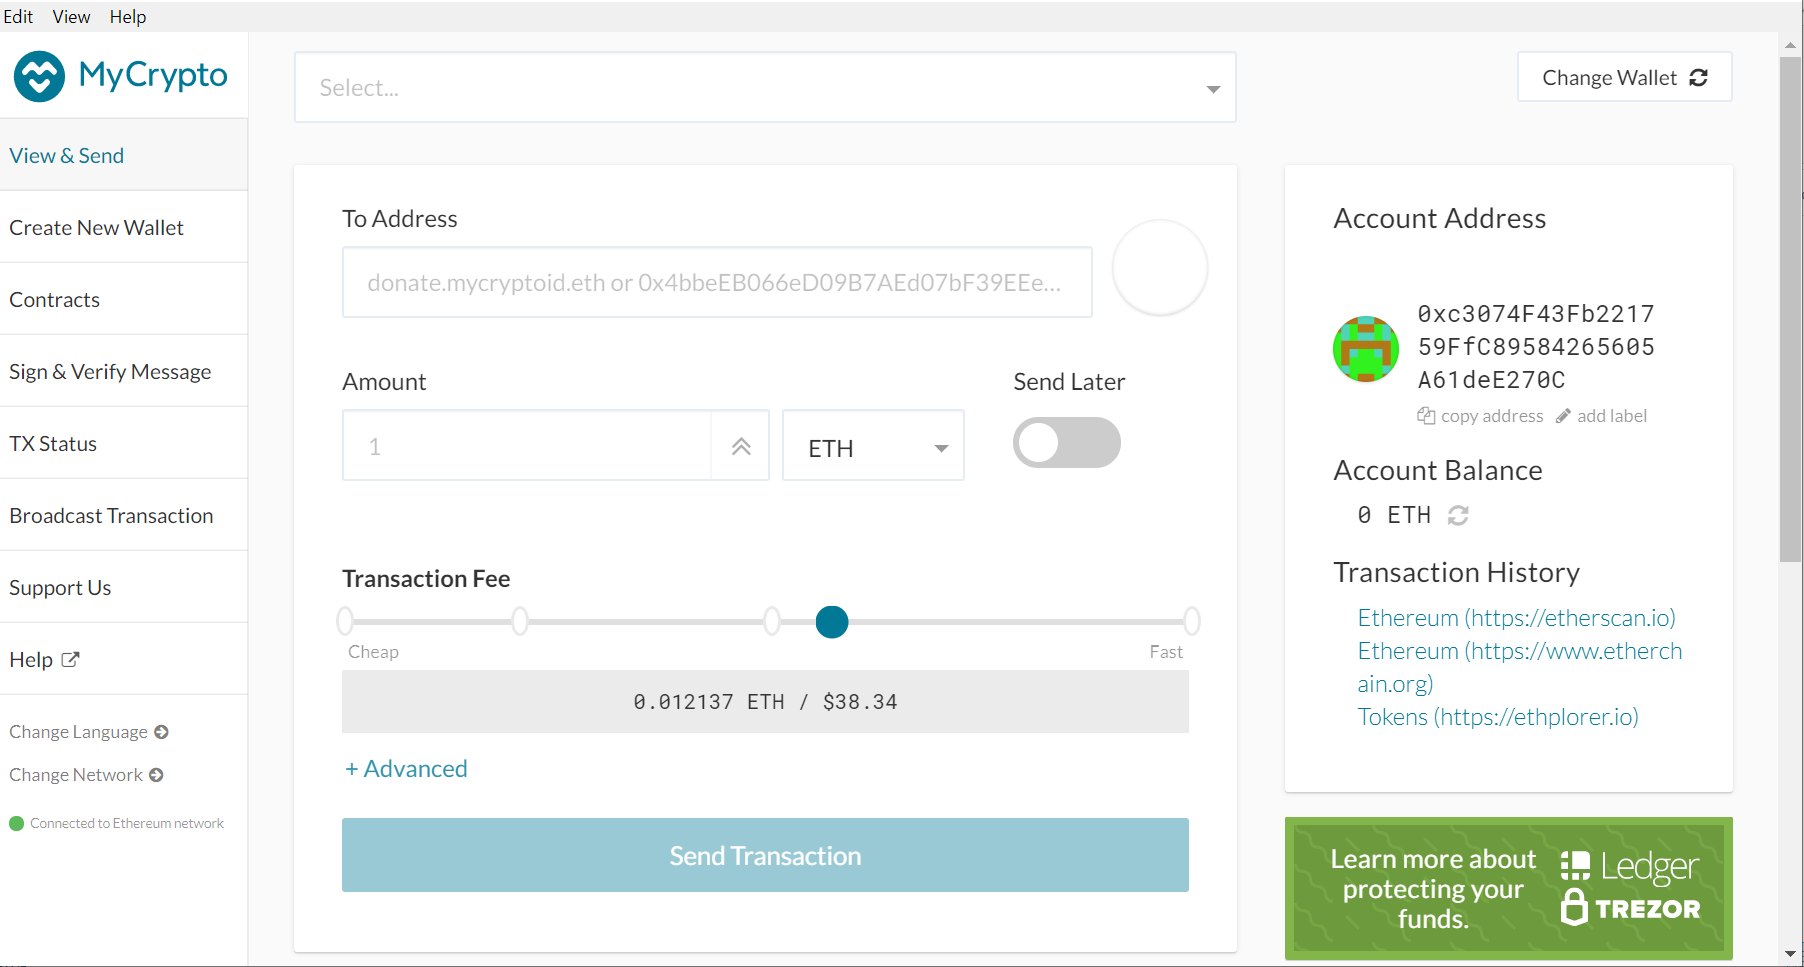 Edit View Help
MyCrypto
View & Send
Create New Wallet
Contracts
Sign & Verify Message
TX Status
Broadcast Transaction
Support Us
Help
Change Language
Change Network
Connected to Ethereum network
Select...
Change Wallet
To Address
donate.mycryptoid.eth or 0x4bbeEB066eD09B7AEd07bF39EEe...
Amount
Send Later
1
ETH
Transaction Fee
Cheap
Fast
0.012137 ETH / $38.34
+ Advanced
Send Transaction
Account Address
0xc3074F43Fb2217
59FfC89584265605
A61deE270C
copy address add label
Account Balance
0 ETH
Transaction History
Ethereum (https://etherscan.io)
Ethereum (https://www.etherch
ain.org)
Tokens (https://ethplorer.io)
Learn more about
protecting your
funds.
Ledger
TREZOR